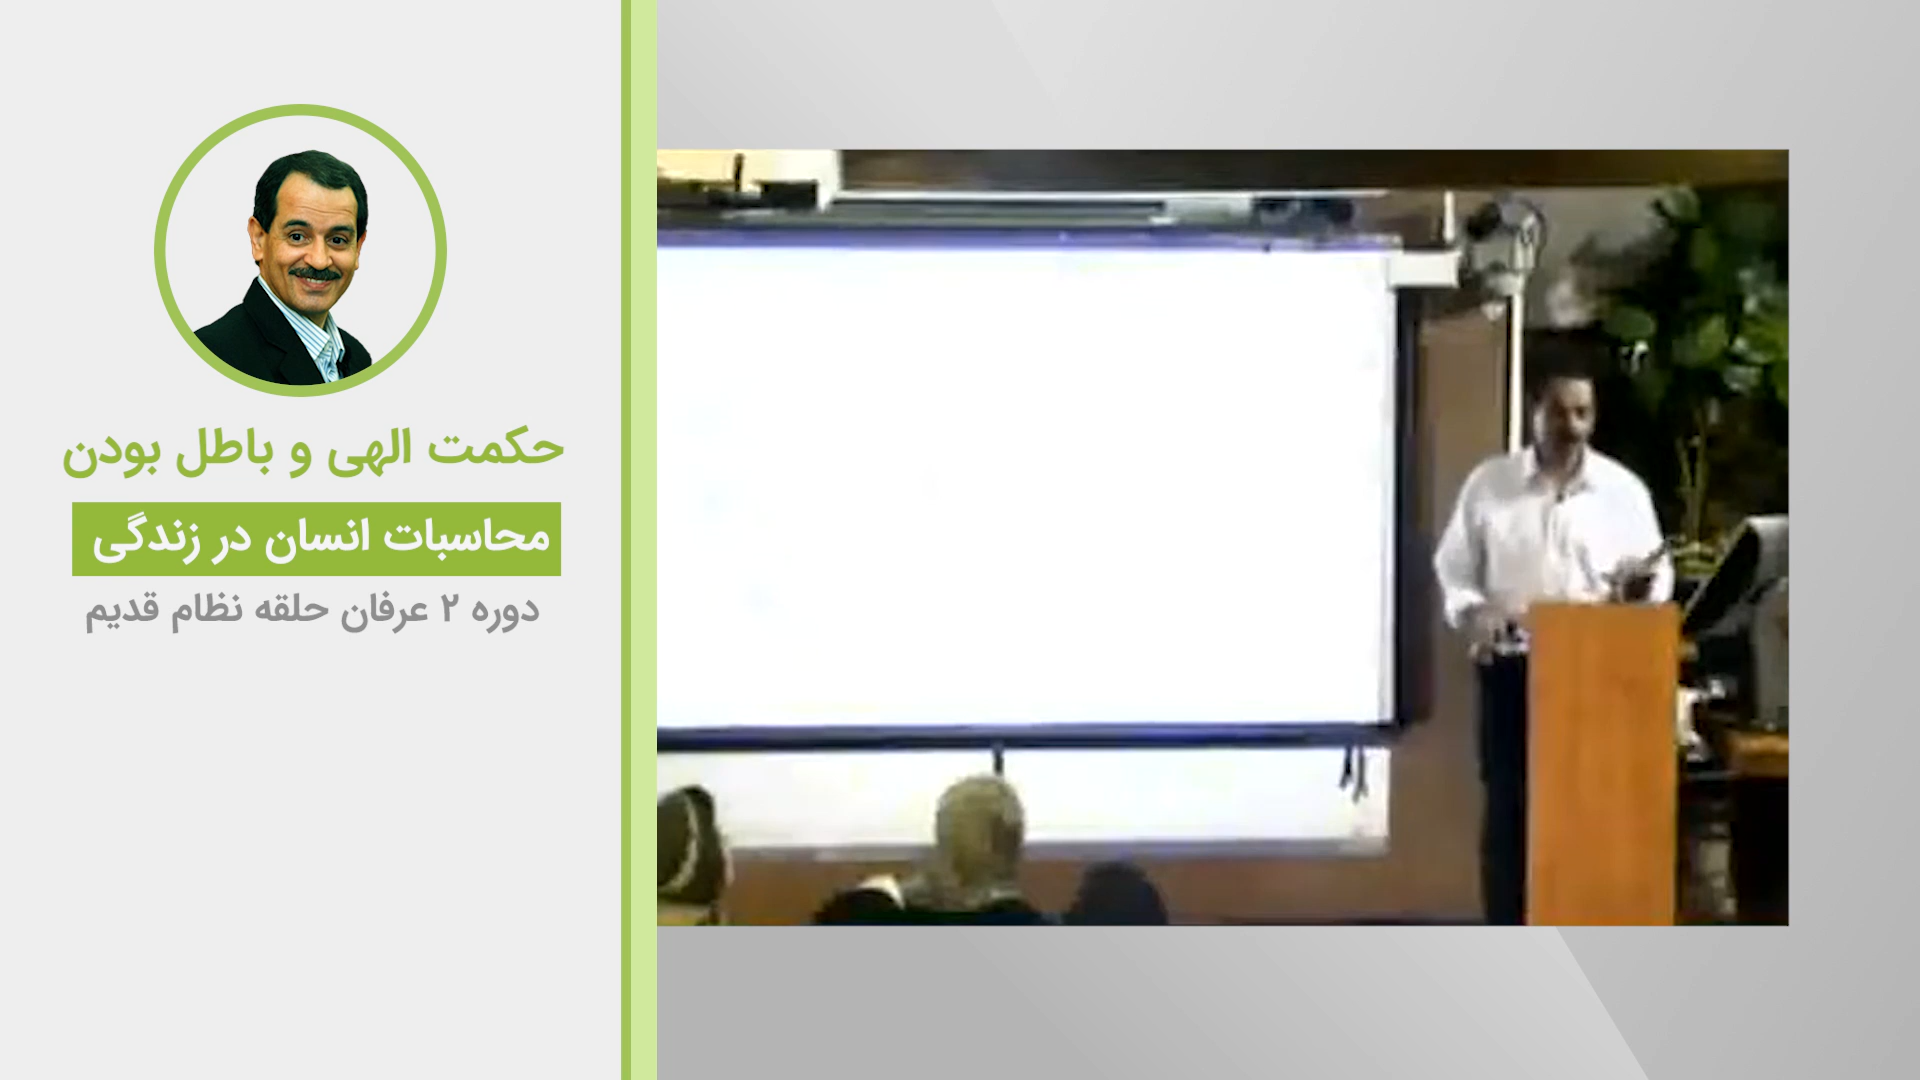 حکمت الهی و باطل بودن
محاسبات انسان در زندگی
دوره ۲ عرفان حلقه نظام قدیم